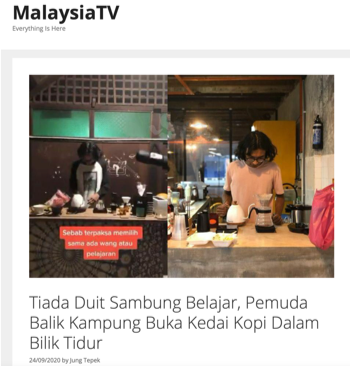 MalaysiaTV
Everything Is Here
Sebab terpaksa memilih
sama ada wang atau
pelajaran
Tiada Duit Sambung Belajar, Pemuda
Balik Kampung Buka Kedai Kopi Dalam
Bilik Tidur
24/09/2020 by Jung Tepek